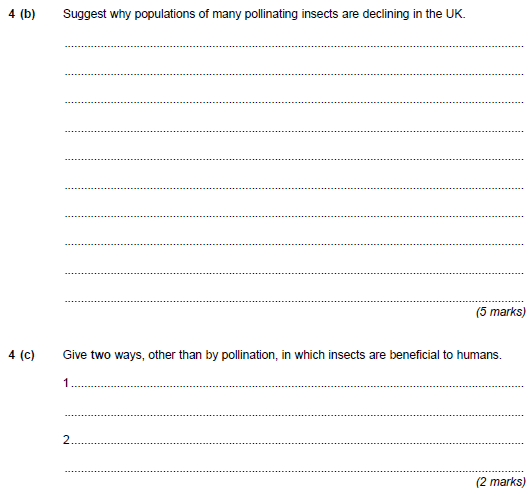 4 (b) Suggest why populations of many pollinating insects are declining in the UK.
(5 marks)
4 (c) Give two ways, other than by pollination, in which insects are beneficial to humans.
1
2
(2 marks)